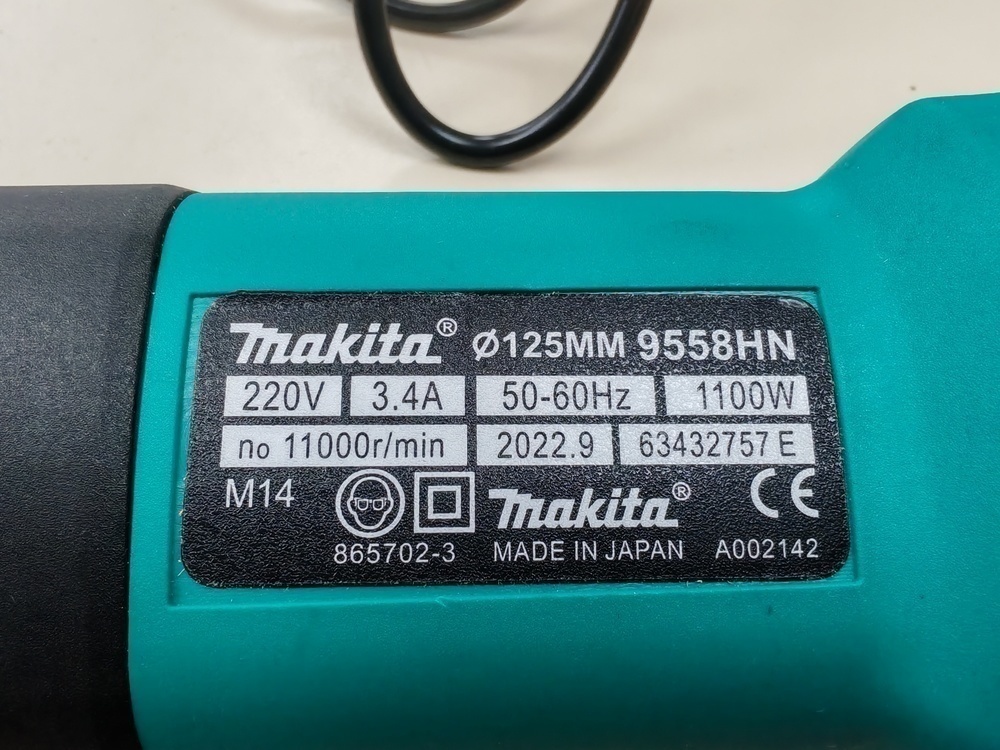 makita® Ø125MM 9558HN
220V 3.4A 50-60Hz 1100W
no 11000r/min 2022.9 63432757 E
M14 makita® CE
865702-3 MADE IN JAPAN A002142